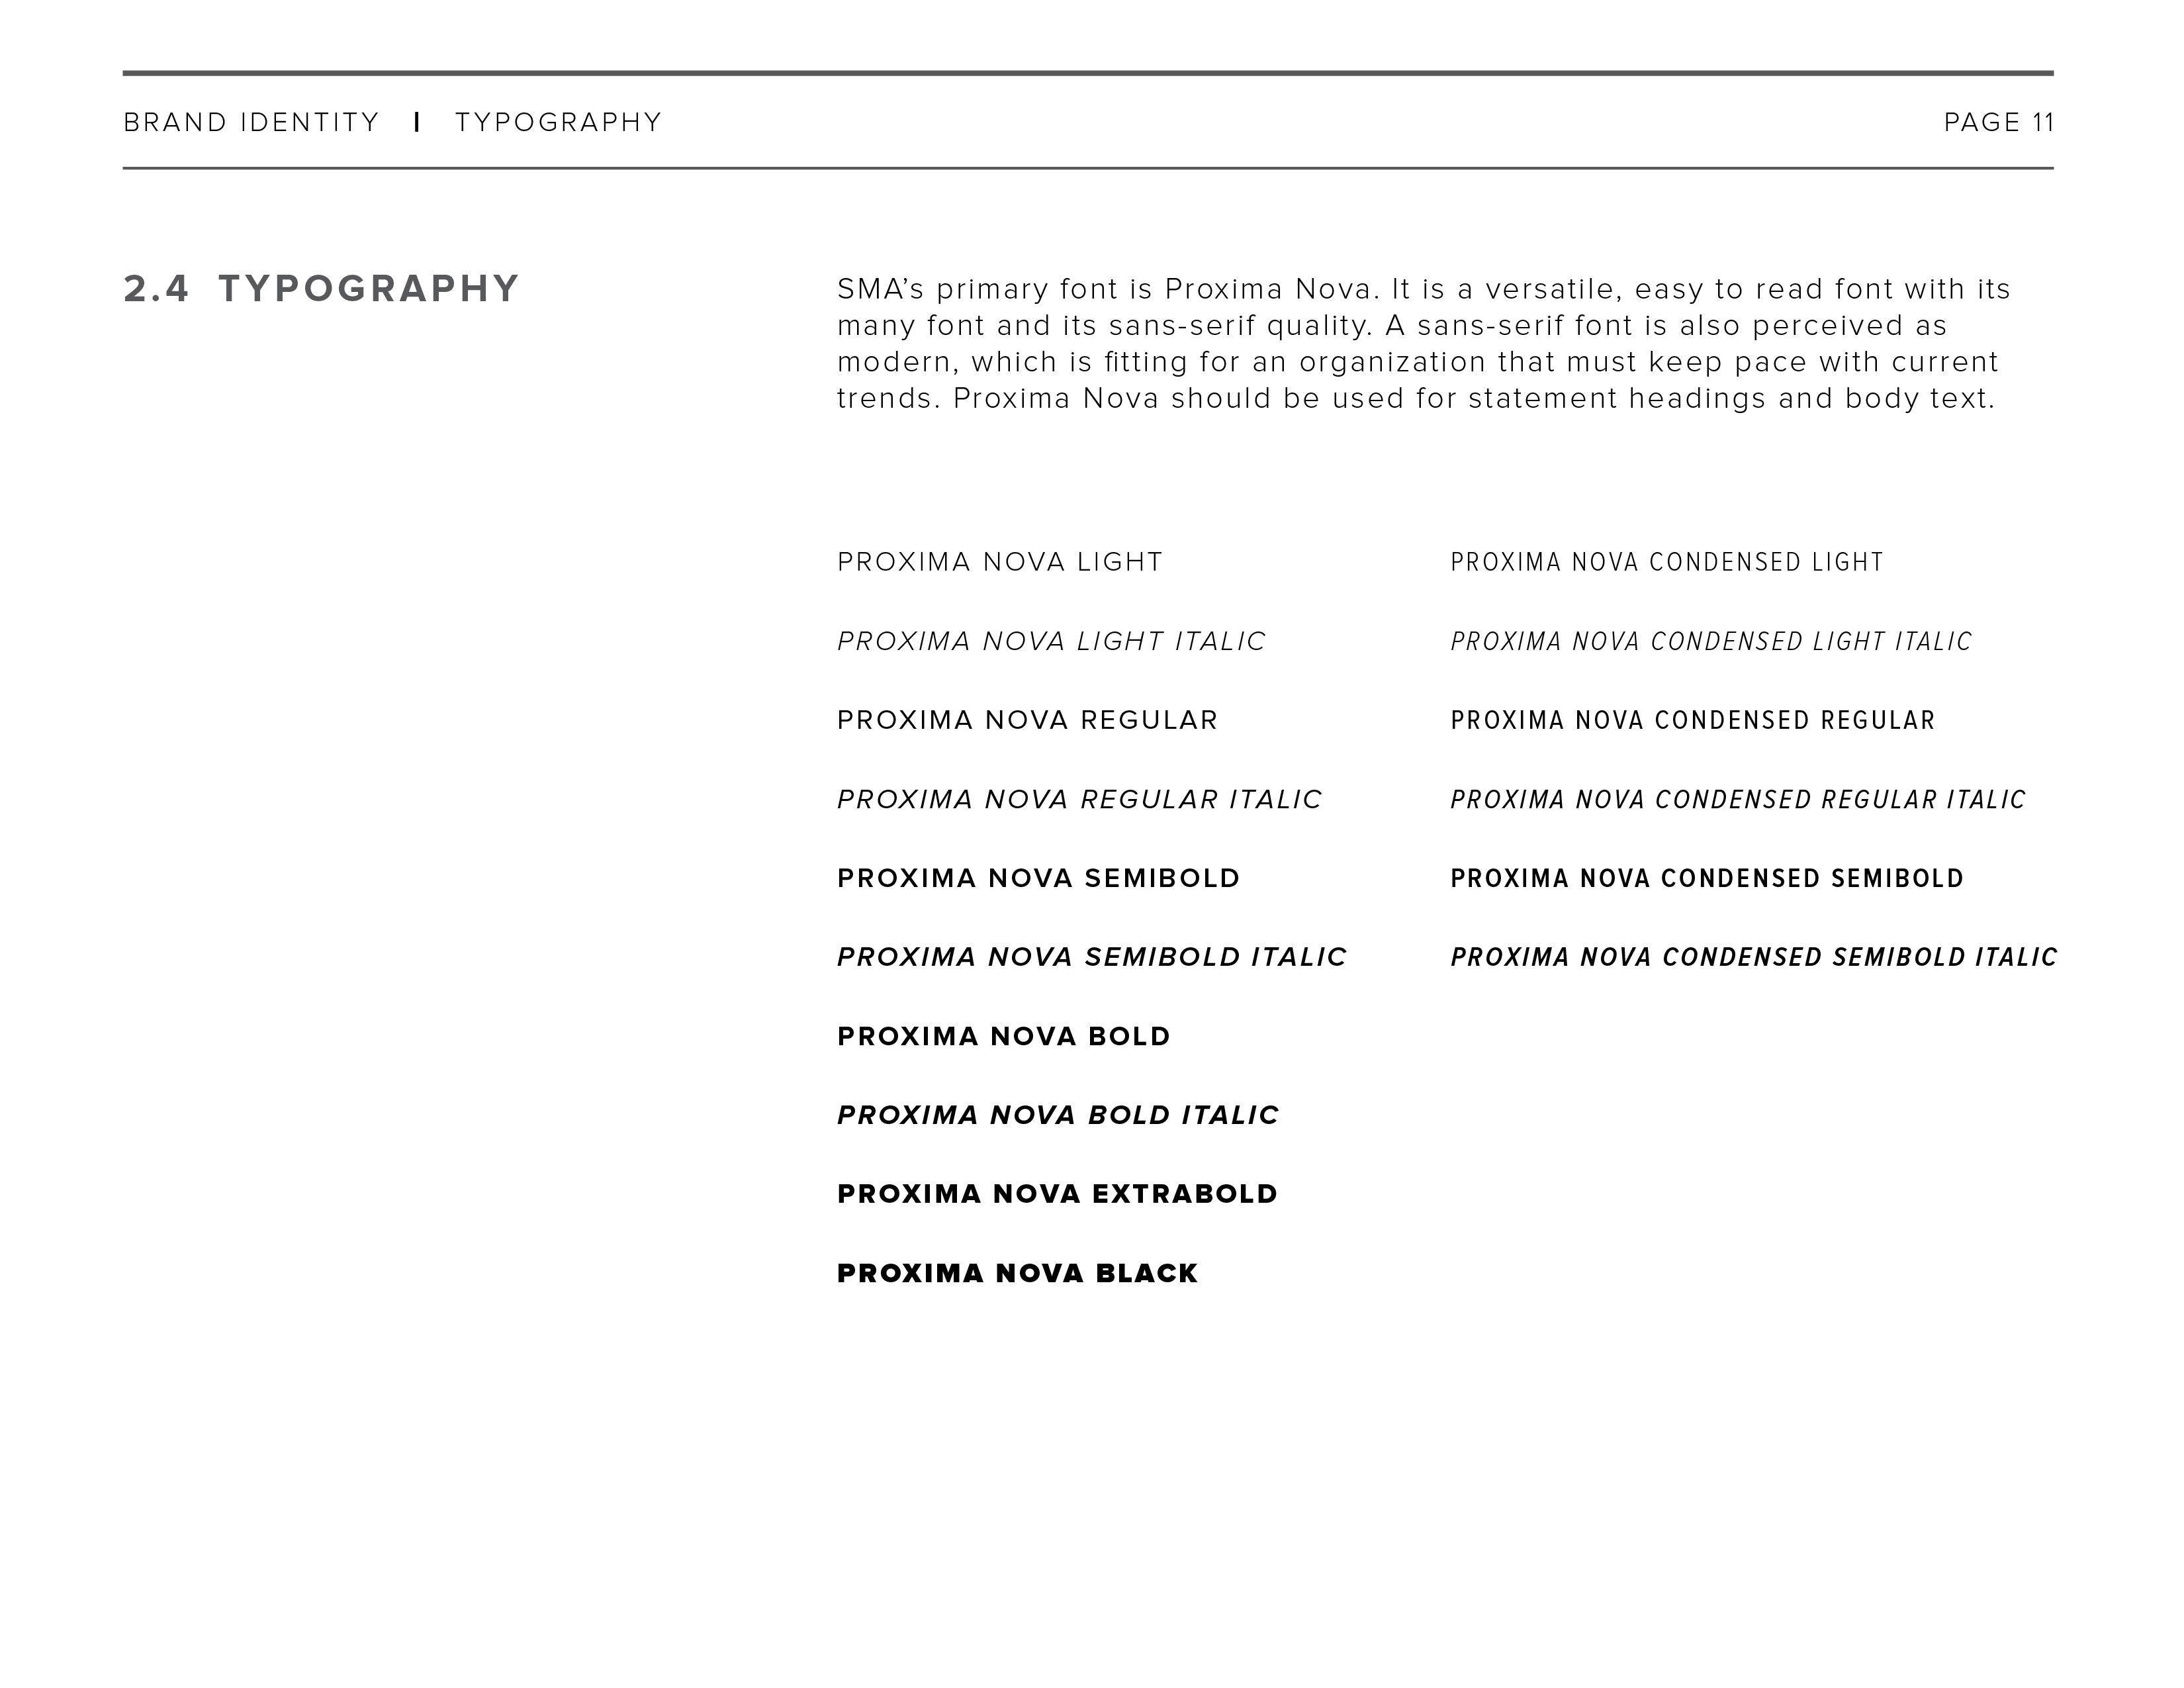 BRAND IDENTITY | TYPOGRAPHY
PAGE 11
2.4 TYPOGRAPHY
SMA’s primary font is Proxima Nova. It is a versatile, easy to read font with its
many font and its sans-serif quality. A sans-serif font is also perceived as
modern, which is fitting for an organization that must keep pace with current
trends. Proxima Nova should be used for statement headings and body text.
PROXIMA NOVA LIGHT
PROXIMA NOVA LIGHT ITALIC
PROXIMA NOVA REGULAR
PROXIMA NOVA REGULAR ITALIC
PROXIMA NOVA SEMIBOLD
PROXIMA NOVA SEMIBOLD ITALIC
PROXIMA NOVA BOLD
PROXIMA NOVA BOLD ITALIC
PROXIMA NOVA EXTRABOLD
PROXIMA NOVA BLACK
PROXIMA NOVA CONDENSED LIGHT
PROXIMA NOVA CONDENSED LIGHT ITALIC
PROXIMA NOVA CONDENSED REGULAR
PROXIMA NOVA CONDENSED REGULAR ITALIC
PROXIMA NOVA CONDENSED SEMIBOLD
PROXIMA NOVA CONDENSED SEMIBOLD ITALIC